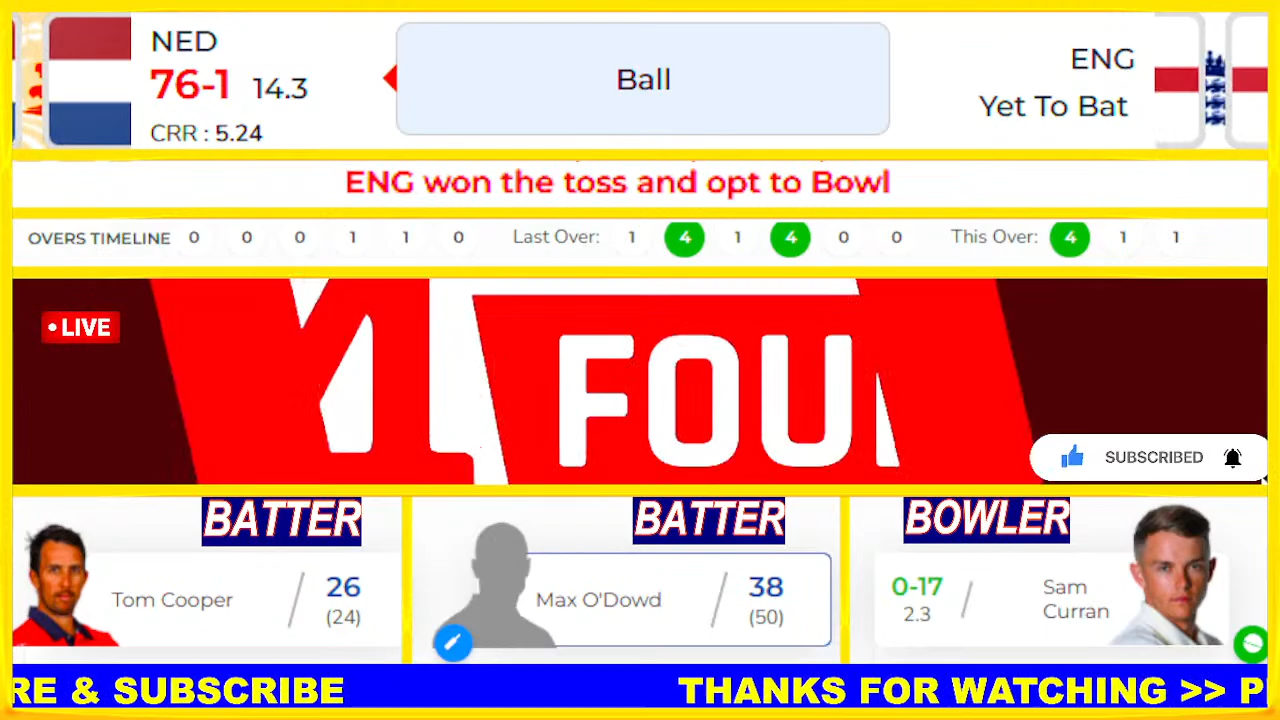 NED
76-1 14.3
CRR : 5.24
Ball
ENG
Yet To Bat
ENG won the toss and opt to Bowl
OVERS TIMELINE 0 0 0 1 1 0 Last Over: 1 4 1 4 0 0 This Over: 4 1 1
• LIVE
4 FOU
SUBSCRIBED
BATTER
Tom Cooper 26
(24)
BATTER
Max O'Dowd 38
(50)
BOWLER
0-17
2.3
Sam
Curran
RE & SUBSCRIBE THANKS FOR WATCHING >> P